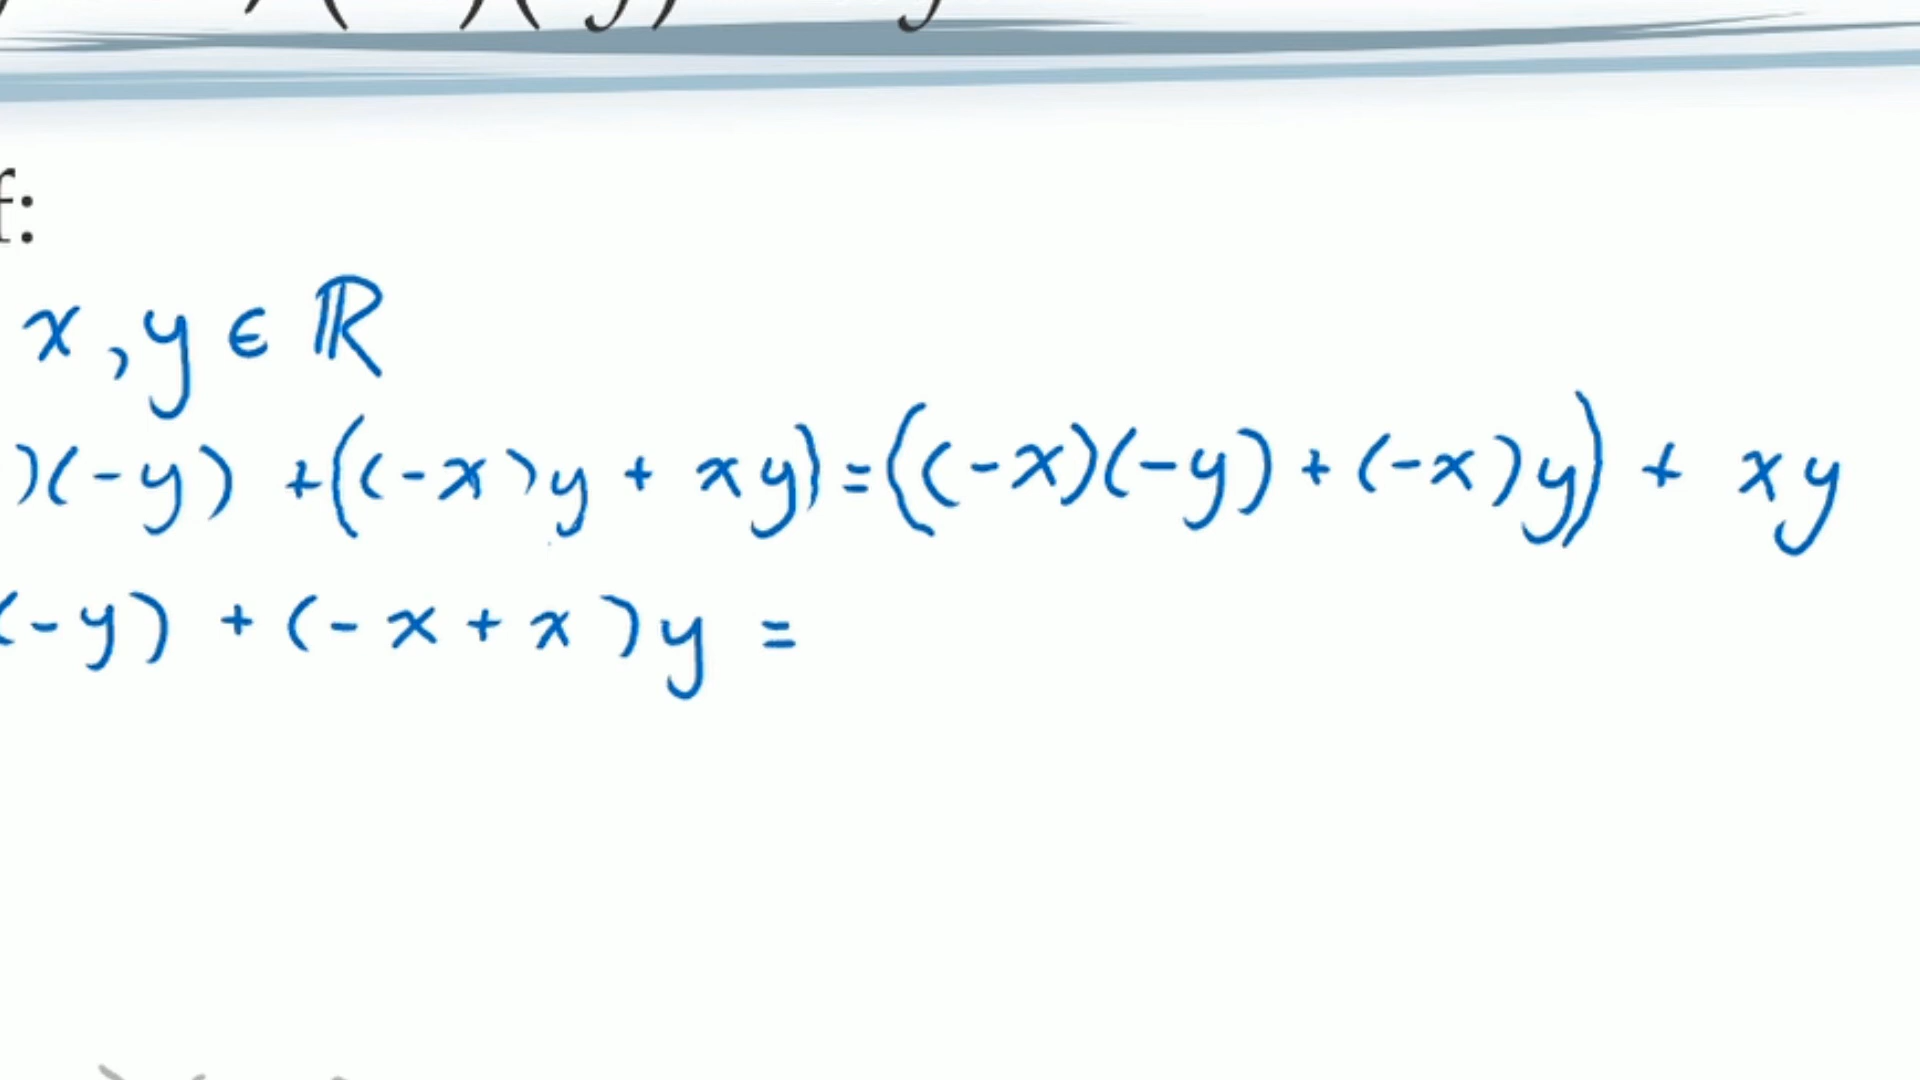 f:
x, y ∈ ℝ
)(-y) + ((-x)y + xy) = ((-x)(-y) + (-x)y) + xy
(-y) + (-x + x)y =